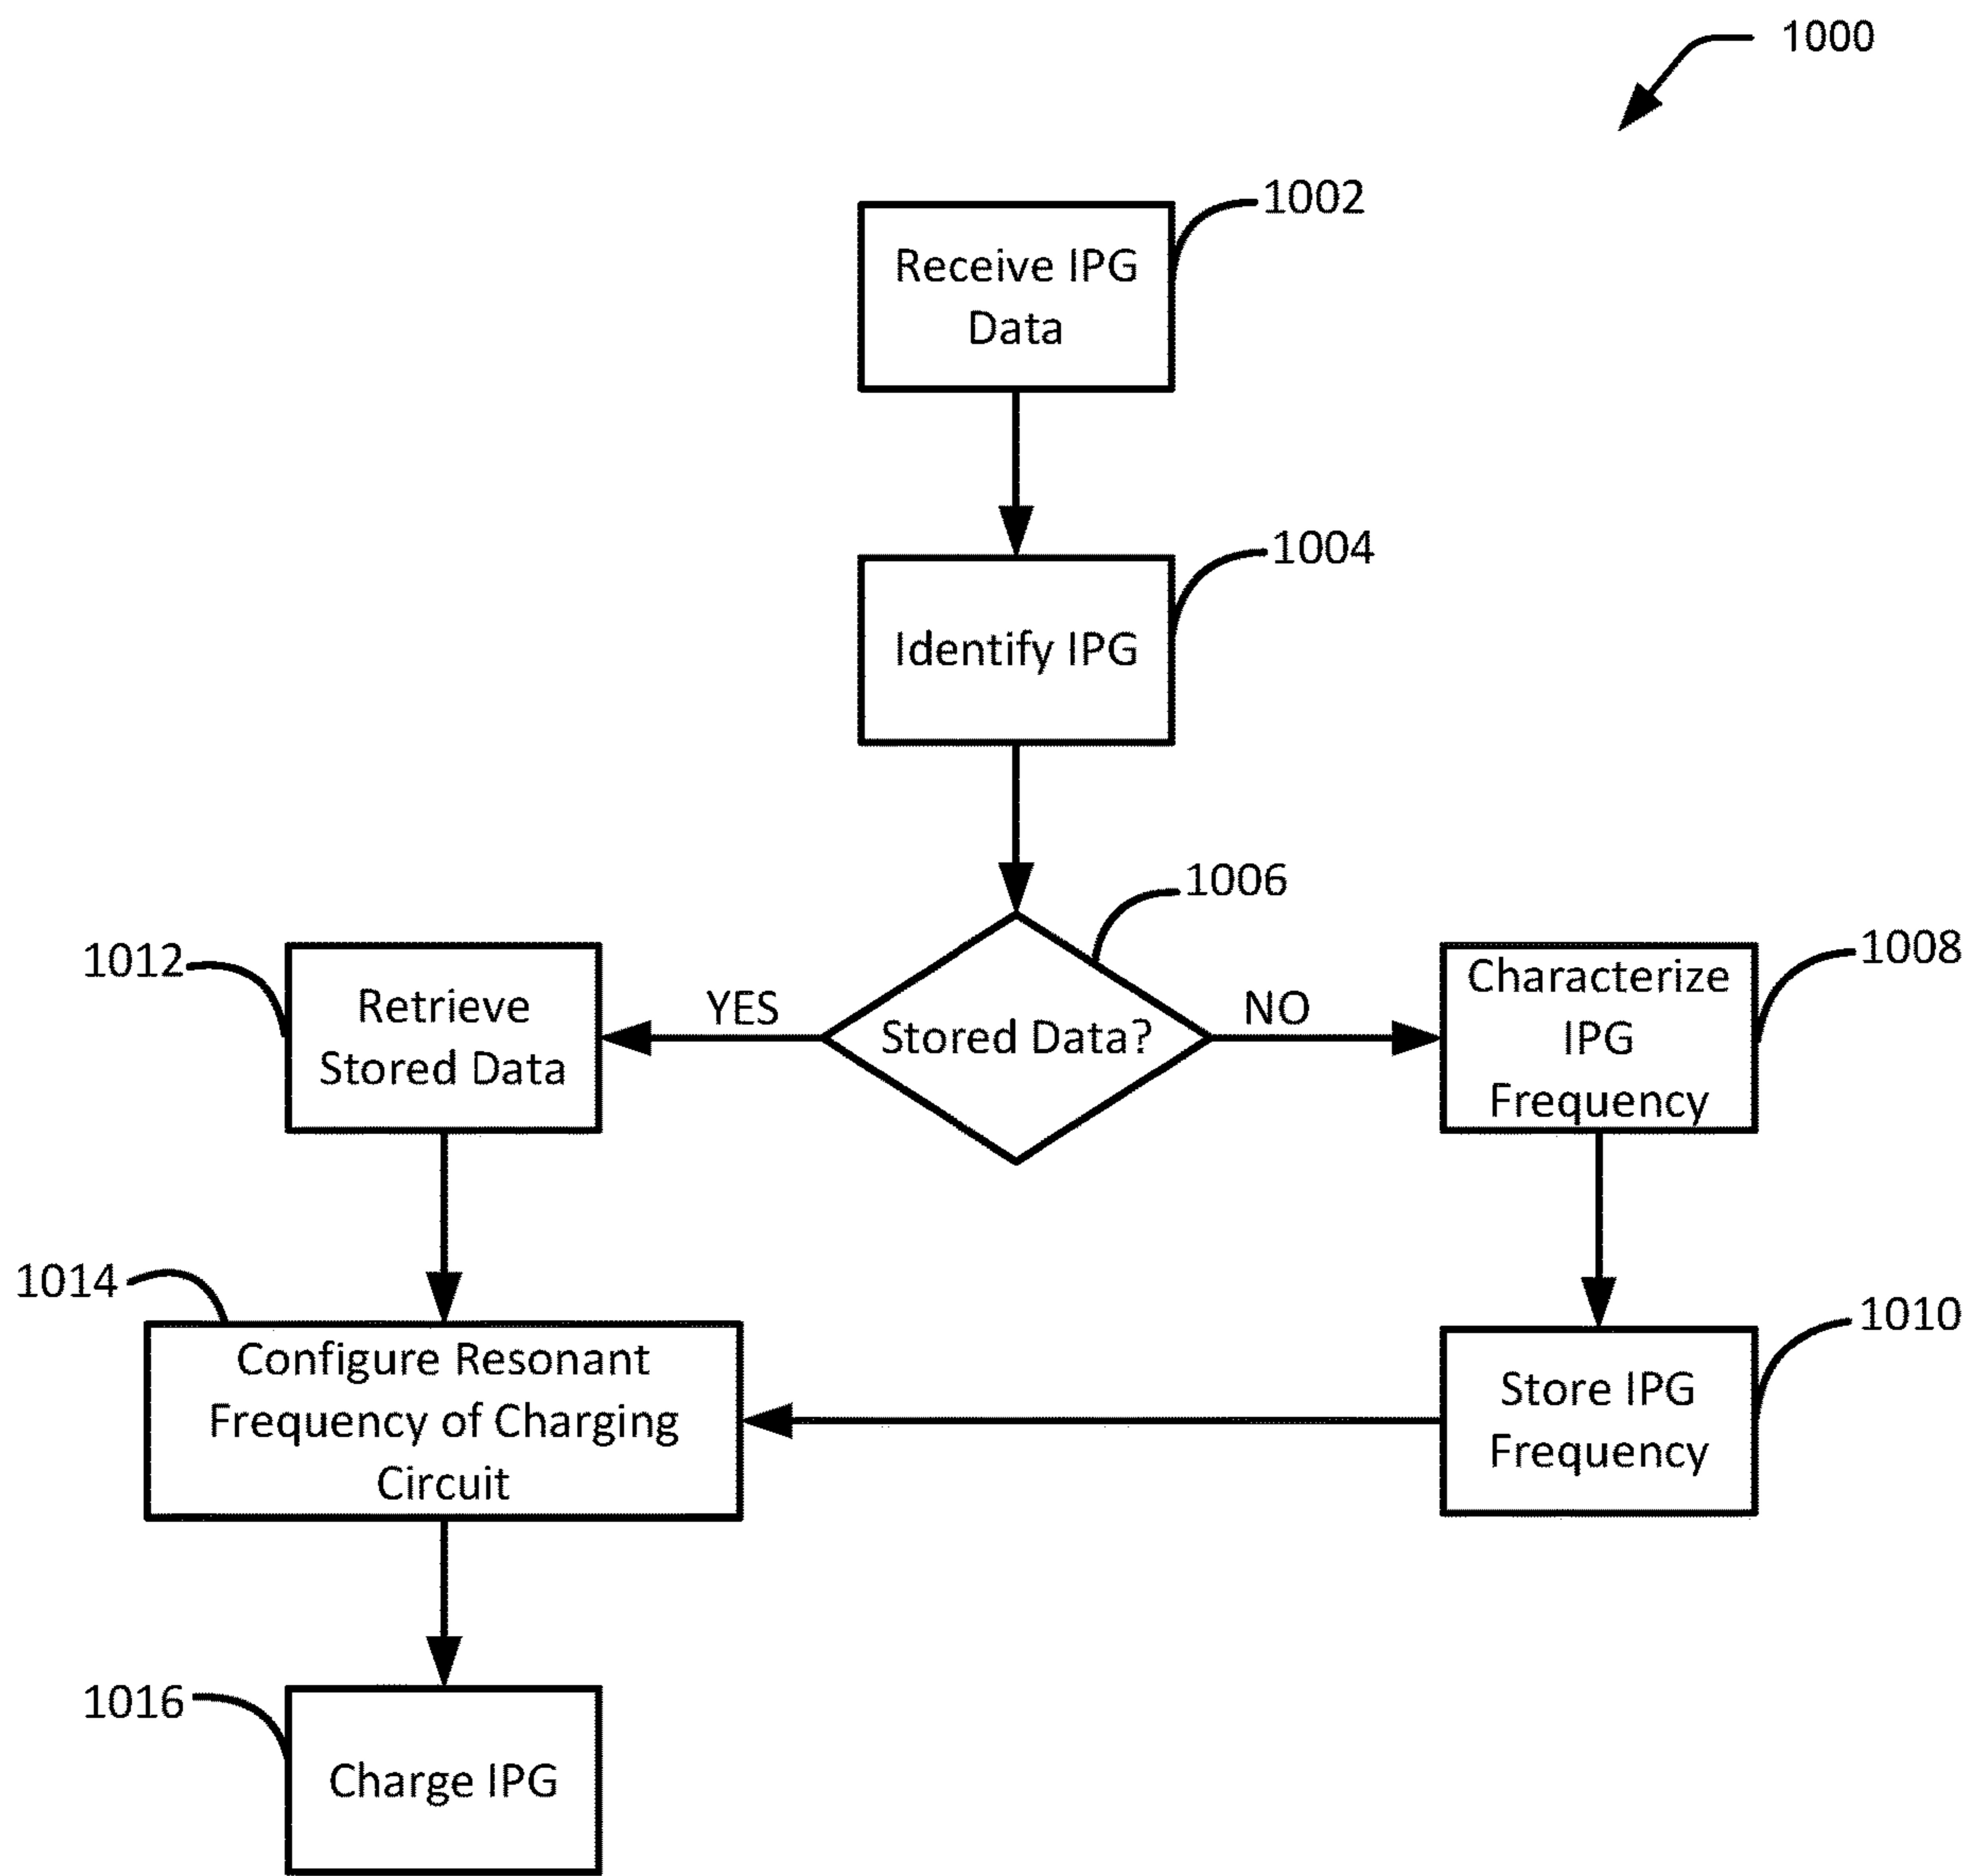 1000
1002
Receive IPG
Data
1004
Identify IPG
1006
Stored Data?
YES
NO
1012
Retrieve
Stored Data
1008
Characterize
IPG
Frequency
1014
Configure Resonant
Frequency of Charging
Circuit
1010
Store IPG
Frequency
1016
Charge IPG